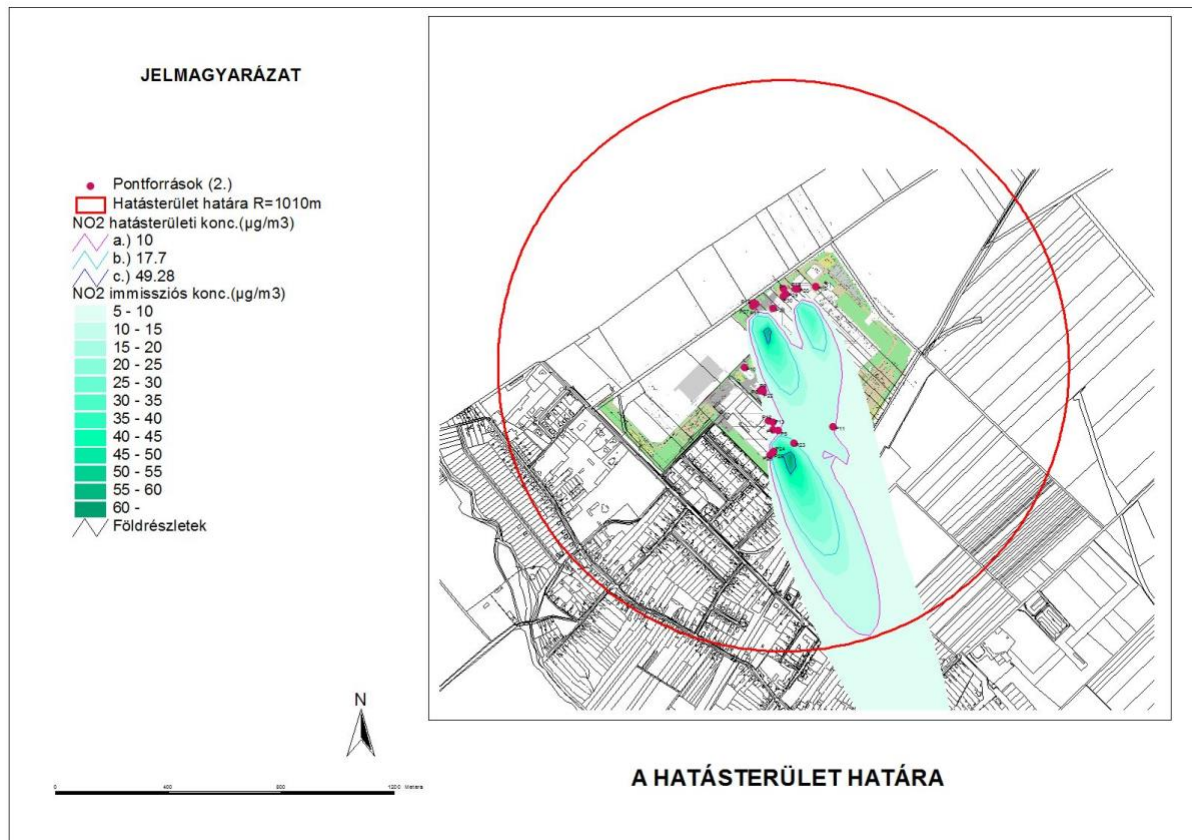 JELMAGYARÁZAT
Pontforrások (2.)
Hatásterület határa R=1010m
NO2 hatásterületi konc.(µg/m3)
a.) 10
b.) 17.7
c.) 49.28
NO2 immissziós konc.(µg/m3)
5 - 10
10 - 15
15 - 20
20 - 25
25 - 30
30 - 35
35 - 40
40 - 45
45 - 50
50 - 55
55 - 60
60 -
Földrészletek
N
0 400 800 1200
A HATÁSTERÜLET HATÁRA